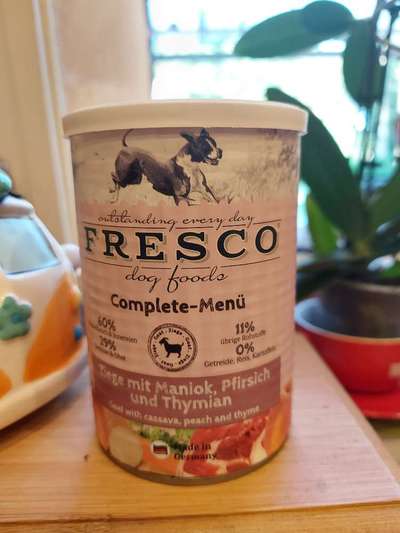 outstanding every day
FRESCO
dog foods
Complete-Menü
60%
29%
11%
übrige Rohstoffe
0%
Getreide, Reis, Kartoffeln
Ziege mit Maniok, Pfirsich
und Thymian
Goat with cassava, peach and thyme
Made in
Germany